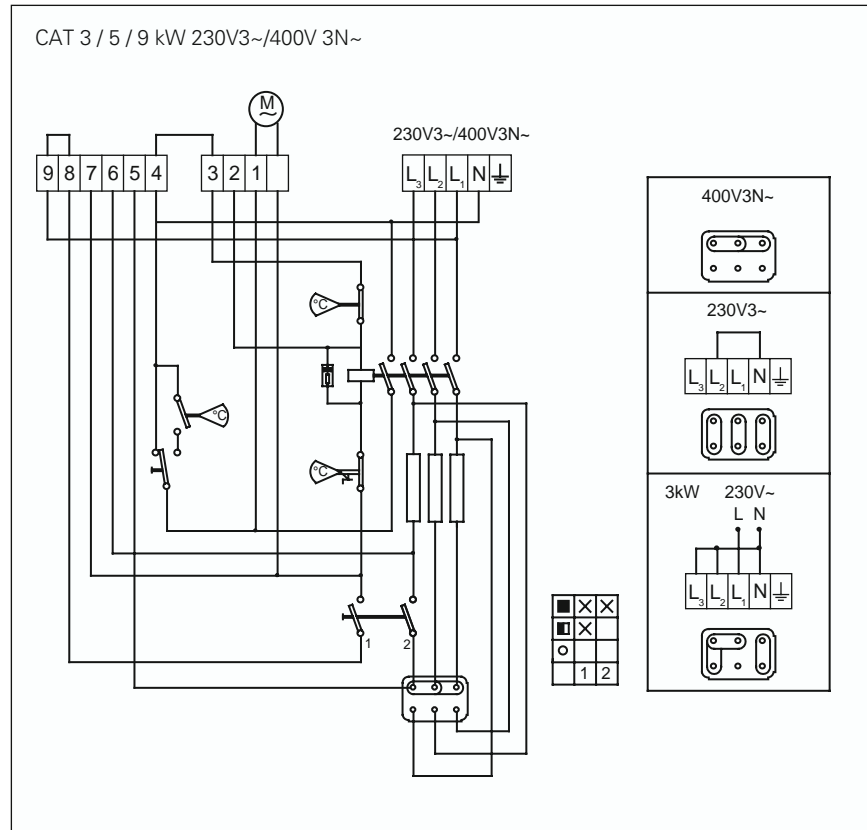 CAT 3 / 5 / 9 kW 230V3~/400V 3N~
M
~
230V3~/400V3N~
9 8 7 6 5 4 3 2 1 L3 L2 L1 N
400V3N~
°C
230V3~
L3 L2 L1 N
°C
°C
3kW 230V~
L N
L3 L2 L1 N
1 2
1 2